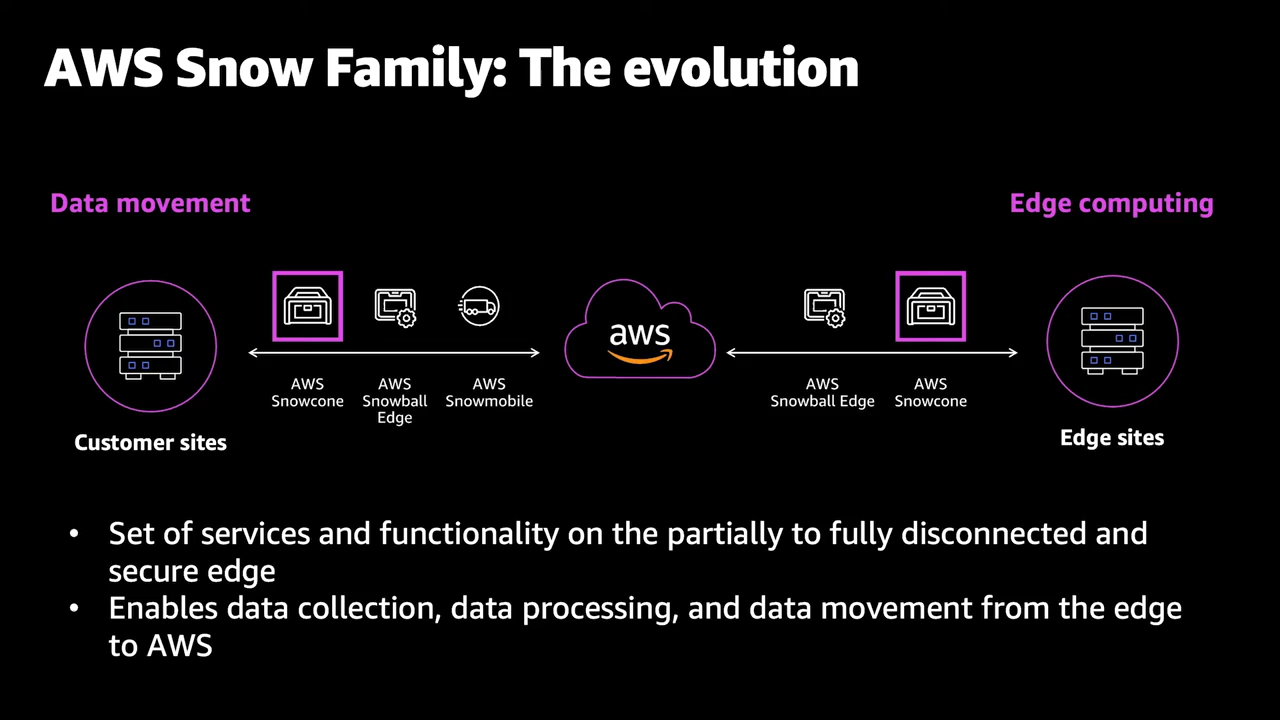 AWS Snow Family: The evolution
Data movement
Edge computing
aws
AWS
Snowcone
AWS
Snowball
Edge
AWS
Snowmobile
AWS
Snowball Edge
AWS
Snowcone
Customer sites
Edge sites
• Set of services and functionality on the partially to fully disconnected and
secure edge
• Enables data collection, data processing, and data movement from the edge
to AWS